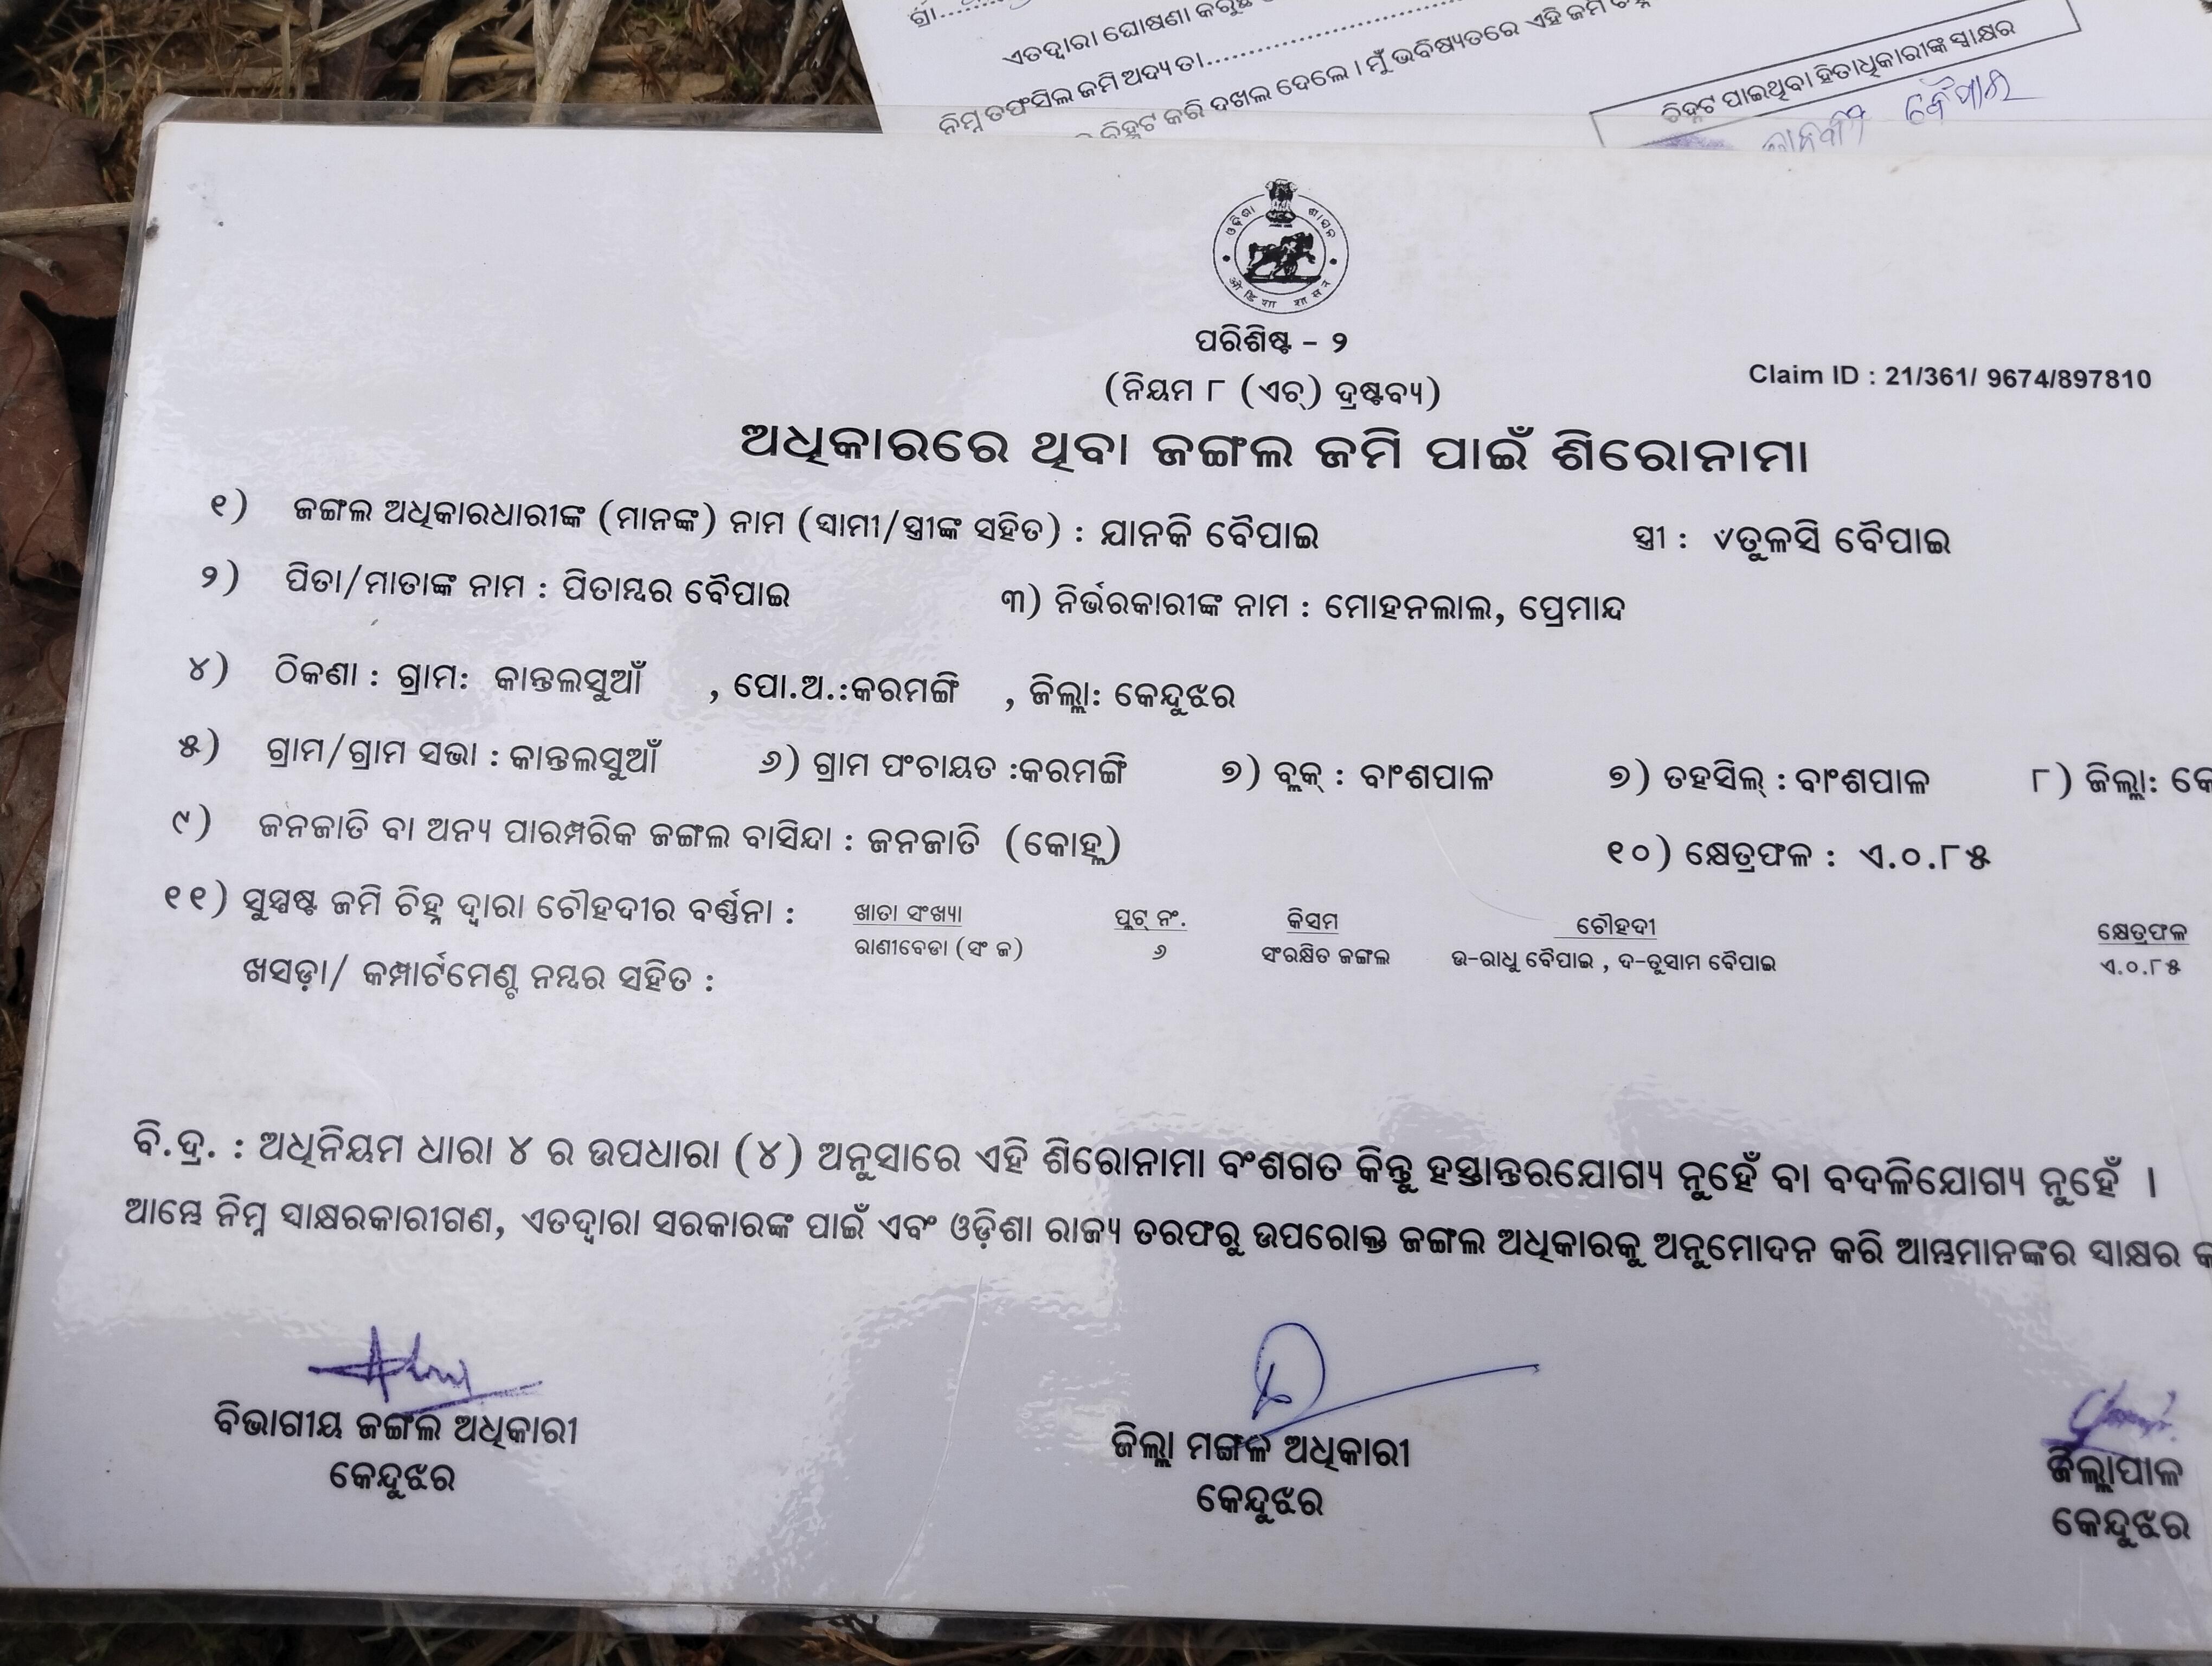 ଗ୍ରା..........
ଏତଦ୍ୱାରା ଘୋଷଣା କରୁଛି
ନିମ୍ନ ତଫସିଲ ଜମି ଅଦ୍ୟ ତା............................
ଚିହ୍ନଟ କରି ଦଖଲ ଦେଲେ । ମୁଁ ଭବିଷ୍ୟତରେ ଏହି ଜମି
ଚିହ୍ନଟ ପାଇଥିବା ହିତାଧିକାରୀଙ୍କ ସ୍ୱାକ୍ଷର
ଓଡ଼ିଶା ଶାସନ
ओडिशा शासन
ପରିଶିଷ୍ଟ - ୨
(ନିୟମ ୮ (ଏଚ୍) ଦ୍ରଷ୍ଟବ୍ୟ)
Claim ID : 21/361/ 9674/897810
ଅଧିକାରରେ ଥିବା ଜଙ୍ଗଲ ଜମି ପାଇଁ ଶିରୋନାମା
୧) ଜଙ୍ଗଲ ଅଧିକାରଧାରୀଙ୍କ (ମାନଙ୍କ) ନାମ (ସ୍ୱାମୀ/ସ୍ତ୍ରୀଙ୍କ ସହିତ) : ଯାନକି ବୈପାଇ ସ୍ତ୍ରୀ : ୰ତୁଳସି ବୈପାଇ
୨) ପିତା/ମାତାଙ୍କ ନାମ : ପିତାମ୍ବର ବୈପାଇ ୩) ନିର୍ଭରକାରୀଙ୍କ ନାମ : ମୋହନଲାଲ, ପ୍ରେମାନ୍ଦ
୪) ଠିକଣା : ଗ୍ରାମ: କାନ୍ତଲସୁଆଁ , ପୋ.ଅ.:କରମଙ୍ଗି , ଜିଲ୍ଲା: କେନ୍ଦୁଝର
୫) ଗ୍ରାମ/ଗ୍ରାମ ସଭା : କାନ୍ତଲସୁଆଁ ୬) ଗ୍ରାମ ପଂଚାୟତ :କରମଙ୍ଗି ୭) ବ୍ଲକ୍ : ବାଂଶପାଳ ୭) ତହସିଲ୍ : ବାଂଶପାଳ ୮) ଜିଲ୍ଲା: କେ
୯) ଜନଜାତି ବା ଅନ୍ୟ ପାରମ୍ପରିକ ଜଙ୍ଗଲ ବାସିନ୍ଦା : ଜନଜାତି (କୋହ୍ଲ) ୧୦) କ୍ଷେତ୍ରଫଳ : ଏ.୦.୮୫
୧୧) ସୁସ୍ପଷ୍ଟ ଜମି ଚିହ୍ନ ଦ୍ୱାରା ଚୌହଦୀର ବର୍ଣ୍ଣନା : ଖାତା ସଂଖ୍ୟା ପ୍ଲଟ୍ ନଂ. କିସମ ଚୌହଦୀ କ୍ଷେତ୍ରଫଳ
ରାଣୀବେଡା (ସଂ ଜ) ୬ ସଂରକ୍ଷିତ ଜଙ୍ଗଲ ଉ-ରାଧୁ ବୈପାଇ , ଦ-ତୁସାମ ବୈପାଇ ଏ.୦.୮୫
ଖସଡ଼ା/ କମ୍ପାର୍ଟମେଣ୍ଟ ନମ୍ବର ସହିତ :
ବି.ଦ୍ର. : ଅଧିନିୟମ ଧାରା ୪ ର ଉପଧାରା (୪) ଅନୁସାରେ ଏହି ଶିରୋନାମା ବଂଶଗତ କିନ୍ତୁ ହସ୍ତାନ୍ତରଯୋଗ୍ୟ ନୁହେଁ ବା ବଦଳିଯୋଗ୍ୟ ନୁହେଁ ।
ଆମ୍ଭେ ନିମ୍ନ ସ୍ୱାକ୍ଷରକାରୀଗଣ, ଏତଦ୍ୱାରା ସରକାରଙ୍କ ପାଇଁ ଏବଂ ଓଡ଼ିଶା ରାଜ୍ୟ ତରଫରୁ ଉପରୋକ୍ତ ଜଙ୍ଗଲ ଅଧିକାରକୁ ଅନୁମୋଦନ କରି ଆମ୍ଭମାନଙ୍କର ସ୍ୱାକ୍ଷର
ବିଭାଗୀୟ ଜଙ୍ଗଲ ଅଧିକାରୀ
କେନ୍ଦୁଝର
ଜିଲ୍ଲା ମଙ୍ଗଳ ଅଧିକାରୀ
କେନ୍ଦୁଝର
ଜିଲ୍ଲାପାଳ
କେନ୍ଦୁଝର